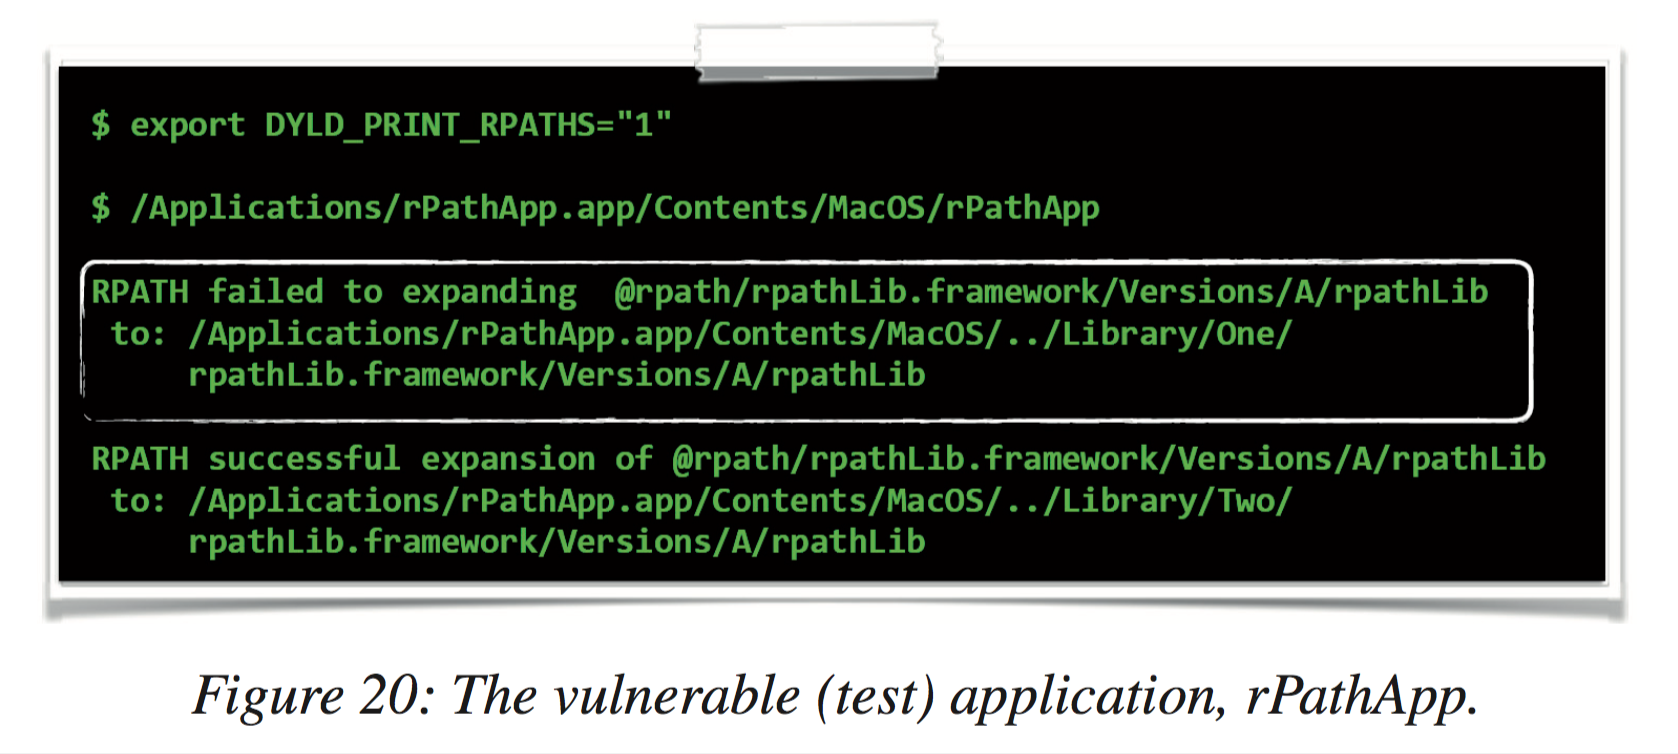 $ export DYLD_PRINT_RPATHS="1"
$ /Applications/rPathApp.app/Contents/MacOS/rPathApp
RPATH failed to expanding  @rpath/rpathLib.framework/Versions/A/rpathLib
to: /Applications/rPathApp.app/Contents/MacOS/../Library/One/
rpathLib.framework/Versions/A/rpathLib
RPATH successful expansion of @rpath/rpathLib.framework/Versions/A/rpathLib
to: /Applications/rPathApp.app/Contents/MacOS/../Library/Two/
rpathLib.framework/Versions/A/rpathLib
Figure 20: The vulnerable (test) application, rPathApp.